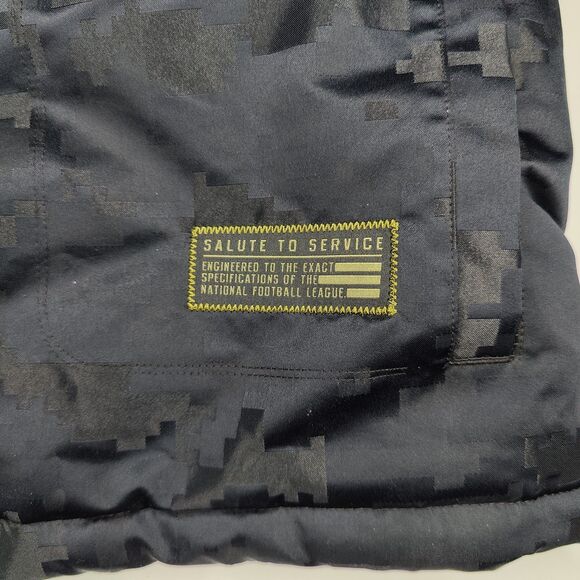 SALUTE TO SERVICE
ENGINEERED TO THE EXACT
SPECIFICATIONS OF THE
NATIONAL FOOTBALL LEAGUE.